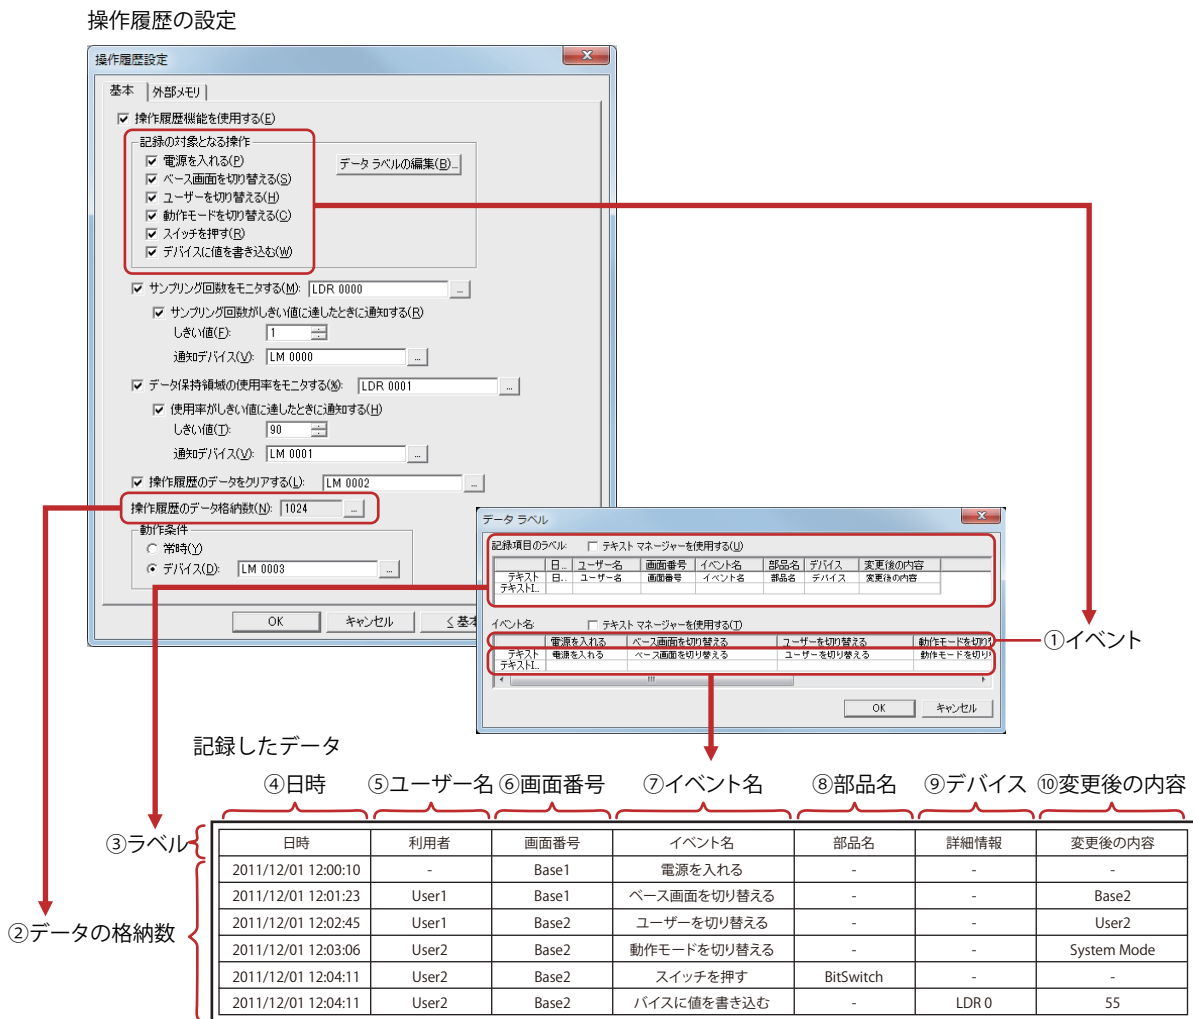 操作履歴の設定
操作履歴設定
基本
外部メモリ
操作履歴機能を使用する(E)
記録の対象となる操作
電源を入れる(P)
データラベルの編集(B)...
ベース画面を切り替える(S)
ユーザーを切り替える(H)
動作モードを切り替える(C)
スイッチを押す(R)
デバイスに値を書き込む(W)
サンプリング回数をモニタする(M): LDR 0000 ...
サンプリング回数がしきい値に達したときに通知する(R)
しきい値(F): 1
通知デバイス(V): LM 0000 ...
データ保持領域の使用率をモニタする(N): LDR 0001 ...
使用率がしきい値に達したときに通知する(H)
しきい値(T): 90
通知デバイス(V): LM 0001 ...
操作履歴のデータをクリアする(L): LM 0002 ...
操作履歴のデータ格納数(N): 1024 ...
動作条件
常時(Y)
デバイス(D): LM 0003 ...
OK キャンセル < 基本
データ ラベル
記録項目のラベル: テキスト マネージャーを使用する(U)
日.. ユーザー名 画面番号 イベント名 部品名 デバイス 変更後の内容
テキスト 日.. ユーザー名 画面番号 イベント名 部品名 デバイス 変更後の内容
テキストI..
イベント名: テキスト マネージャーを使用する(T)
電源を入れる ベース画面を切り替える ユーザーを切り替える 動作モードを切り替
テキスト 電源を入れる ベース画面を切り替える ユーザーを切り替える 動作モードを切り
テキストI..
OK キャンセル
①イベント
記録したデータ
④日時 ⑤ユーザー名 ⑥画面番号 ⑦イベント名 ⑧部品名 ⑨デバイス ⑩変更後の内容
③ラベル
日時 利用者 画面番号 イベント名 部品名 詳細情報 変更後の内容
2011/12/01 12:00:10 - Base1 電源を入れる - - -
2011/12/01 12:01:23 User1 Base1 ベース画面を切り替える - - Base2
2011/12/01 12:02:45 User1 Base2 ユーザーを切り替える - - User2
②データの格納数
2011/12/01 12:03:06 User2 Base2 動作モードを切り替える - - System Mode
2011/12/01 12:04:11 User2 Base2 スイッチを押す BitSwitch - -
2011/12/01 12:04:11 User2 Base2 バイスに値を書き込む - LDR 0 55